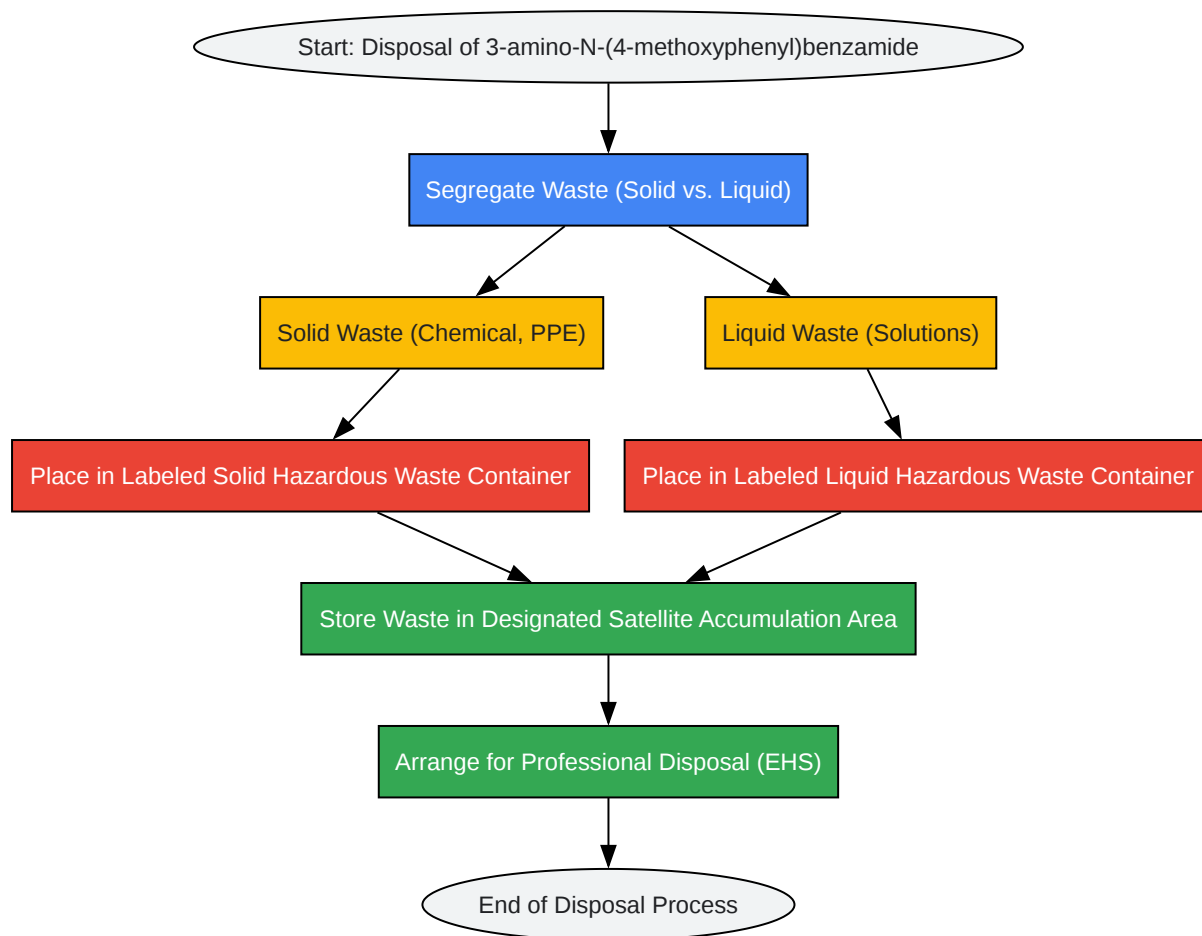 Start: Disposal of 3-amino-N-(4-methoxyphenyl)benzamide
Segregate Waste (Solid vs. Liquid)
Solid Waste (Chemical, PPE)
Liquid Waste (Solutions)
Place in Labeled Solid Hazardous Waste Container
Place in Labeled Liquid Hazardous Waste Container
Store Waste in Designated Satellite Accumulation Area
Arrange for Professional Disposal (EHS)
End of Disposal Process